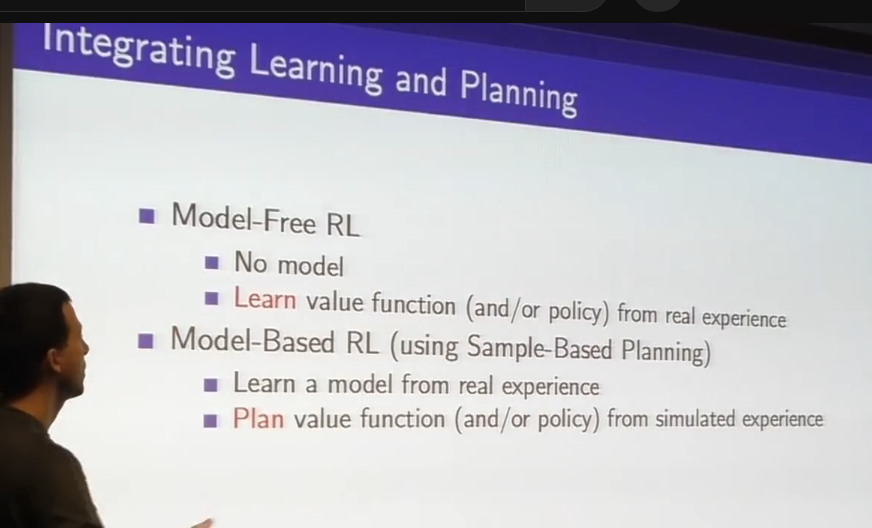 Integrating Learning and Planning
Model-Free RL
No model
Learn value function (and/or policy) from real experience
Model-Based RL (using Sample-Based Planning)
Learn a model from real experience
Plan value function (and/or policy) from simulated experience